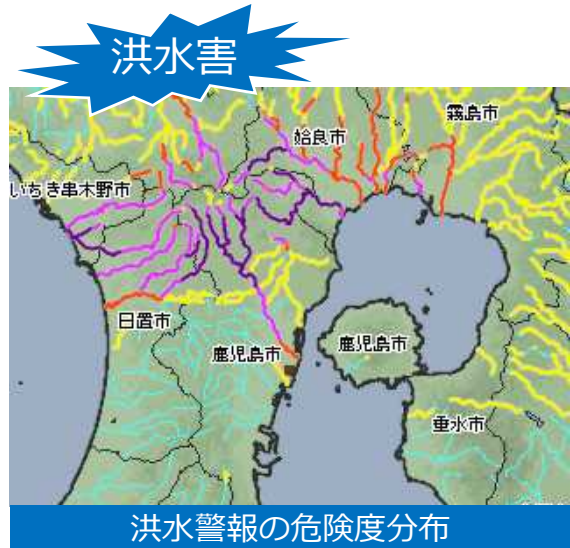 洪水害
姶良市
霧島市
いちき串木野市
日置市
鹿児島市
鹿児島市
垂水市
洪水警報の危険度分布